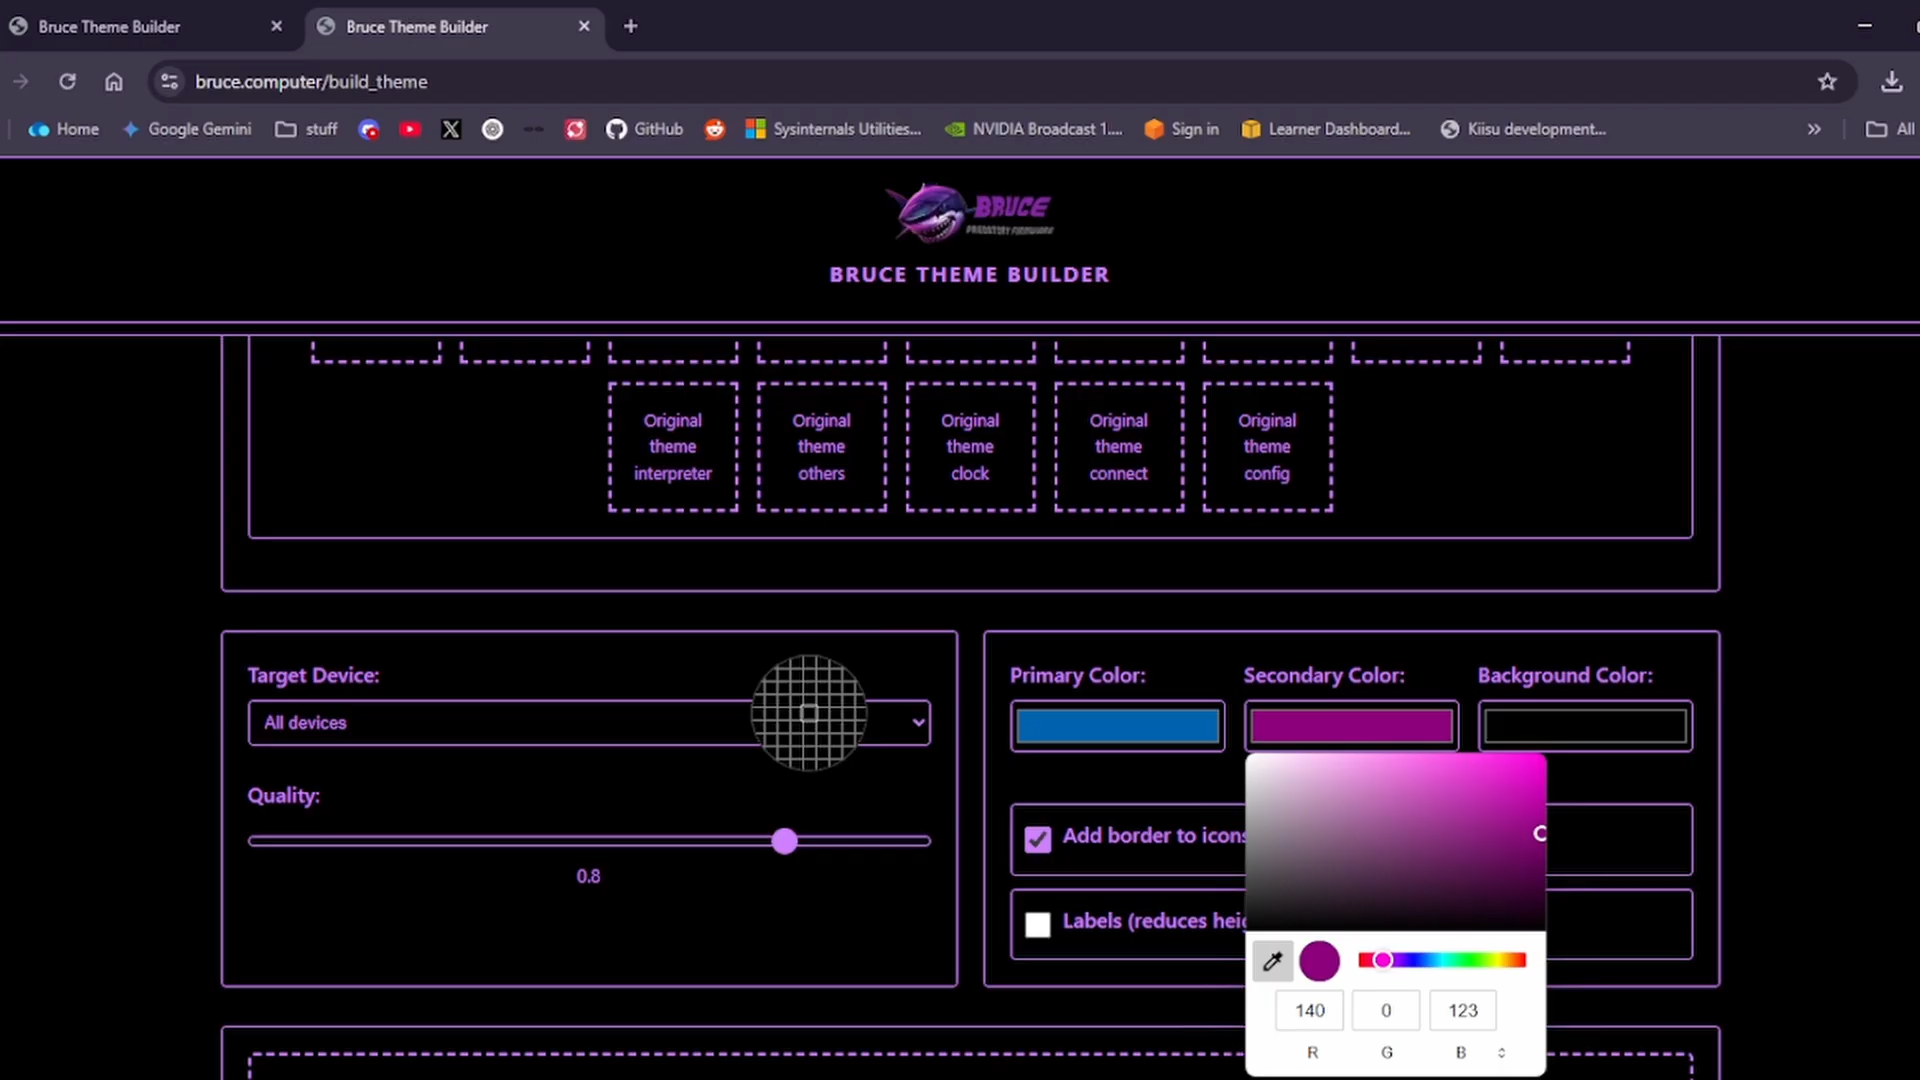 Bruce Theme Builder
Bruce Theme Builder
bruce.computer/build_theme
Home
Google Gemini
stuff
GitHub
Sysinternals Utilities...
NVIDIA Broadcast 1....
Sign in
Learner Dashboard...
Kiisu development...
All
BRUCE
PREDATORY FIRMWARE
BRUCE THEME BUILDER
Original theme interpreter
Original theme others
Original theme clock
Original theme connect
Original theme config
Target Device:
All devices
Quality:
0.8
Primary Color:
Secondary Color:
Background Color:
Add border to icons
Labels (reduces heig
140
0
123
R
G
B